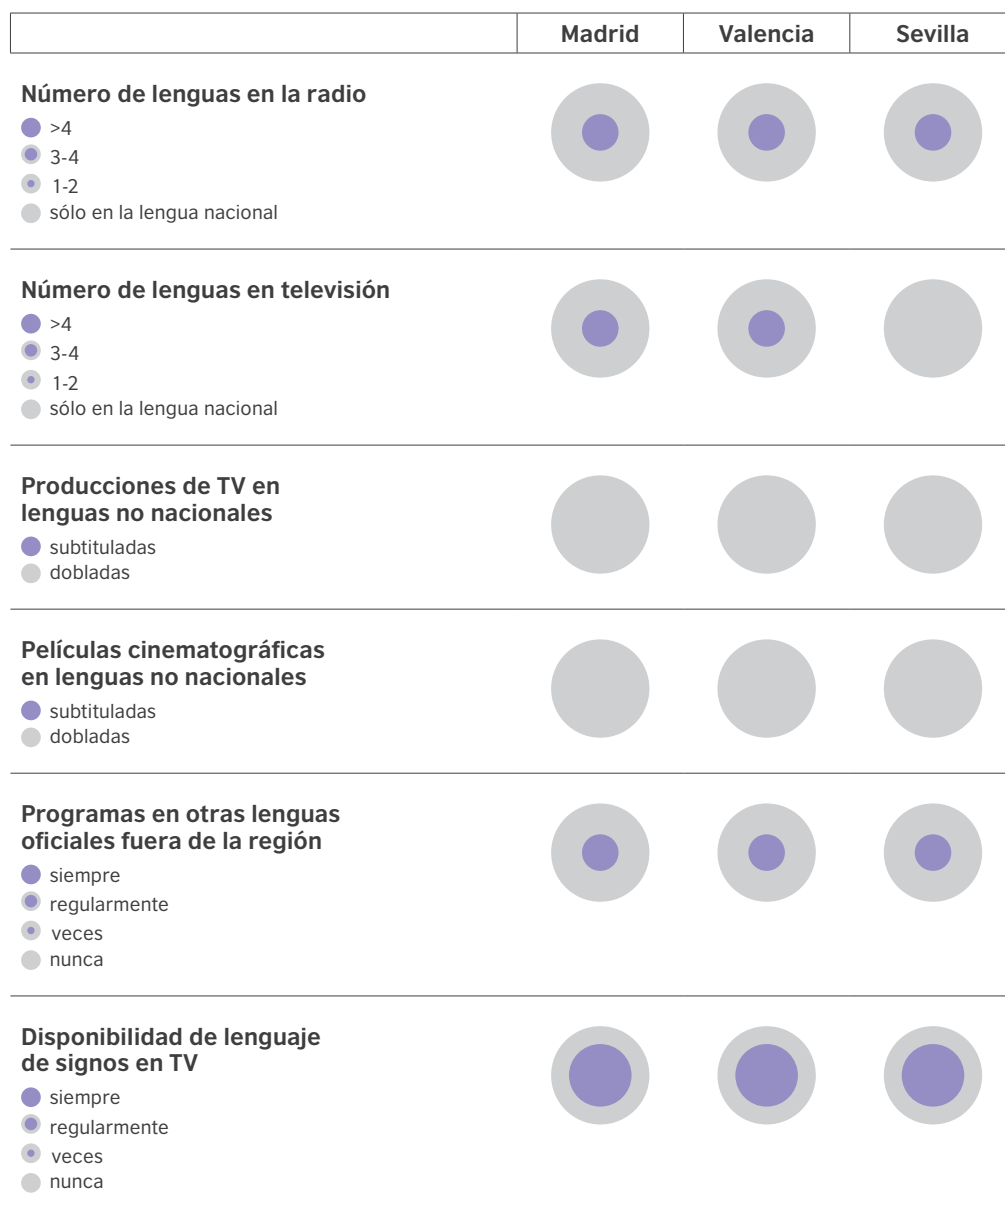 Madrid Valencia Sevilla
Número de lenguas en la radio
>4
3-4
1-2
sólo en la lengua nacional
Número de lenguas en televisión
>4
3-4
1-2
sólo en la lengua nacional
Producciones de TV en
lenguas no nacionales
subtituladas
dobladas
Películas cinematográficas
en lenguas no nacionales
subtituladas
dobladas
Programas en otras lenguas
oficiales fuera de la región
siempre
regularmente
veces
nunca
Disponibilidad de lenguaje
de signos en TV
siempre
regularmente
veces
nunca